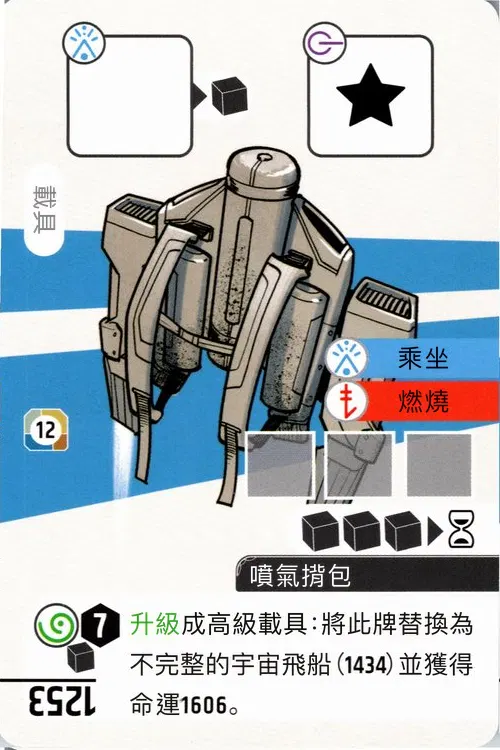 載具
乘坐
燃燒
12
噴氣揹包
7
升級成高級載具：將此牌替換為
不完整的宇宙飛船（1434）並獲得
命運1606。
1253